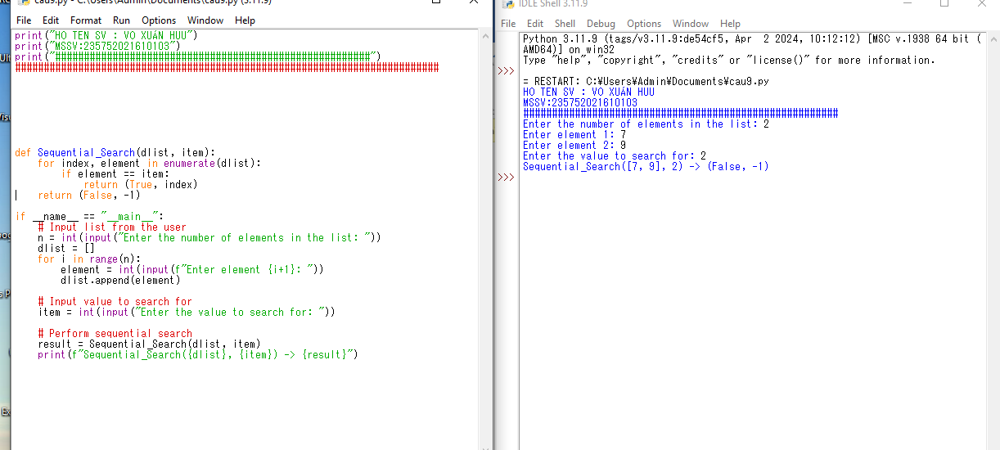 cau9.py - C:\Users\Admin\Documents\cau9.py (3.11.9)
File Edit Format Run Options Window Help
print("HO TEN SV : VO XUÁN HUU")
print("MSSV:235752021610103")
print("#######################################################")
##########################################################################
def Sequential_Search(dlist, item):
    for index, element in enumerate(dlist):
        if element == item:
            return (True, index)
    return (False, -1)
if __name__ == "__main__":
    # Input list from the user
    n = int(input("Enter the number of elements in the list: "))
    dlist = []
    for i in range(n):
        element = int(input(f"Enter element {i+1}: "))
        dlist.append(element)
    # Input value to search for
    item = int(input("Enter the value to search for: "))
    # Perform sequential search
    result = Sequential_Search(dlist, item)
    print(f"Sequential_Search({dlist}, {item}) -> {result}")
IDLE Shell 3.11.9
File Edit Shell Debug Options Window Help
Python 3.11.9 (tags/v3.11.9:de54cf5, Apr  2 2024, 10:12:12) [MSC v.1938 64 bit (
AMD64)] on win32
Type "help", "copyright", "credits" or "license()" for more information.
>>>
= RESTART: C:¥Users¥Admin¥Documents¥cau9.py
HO TEN SV : VO XUÁN HUU
MSSV:235752021610103
#######################################################
Enter the number of elements in the list: 2
Enter element 1: 7
Enter element 2: 9
Enter the value to search for: 2
Sequential_Search([7, 9], 2) -> (False, -1)
>>>